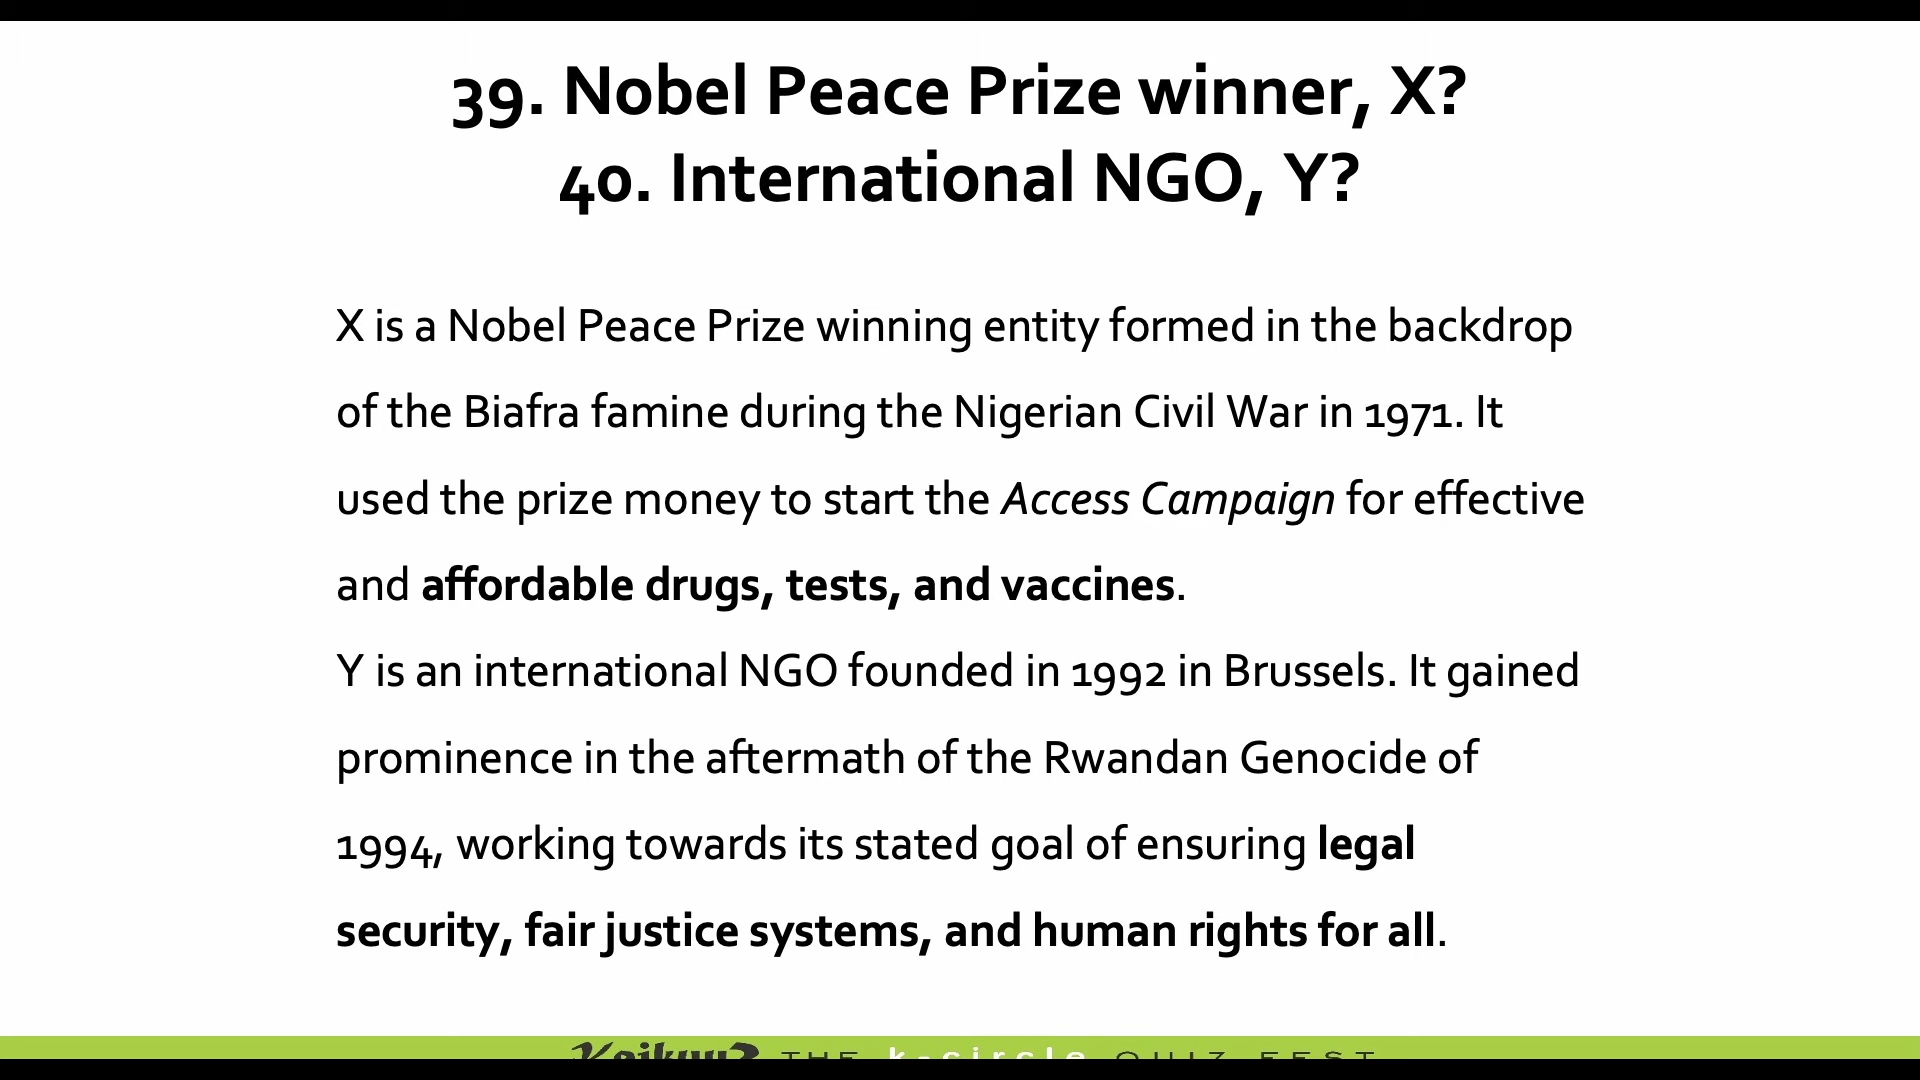 39. Nobel Peace Prize winner, X?
40. International NGO, Y?
X is a Nobel Peace Prize winning entity formed in the backdrop
of the Biafra famine during the Nigerian Civil War in 1971. It
used the prize money to start the Access Campaign for effective
and affordable drugs, tests, and vaccines.
Y is an international NGO founded in 1992 in Brussels. It gained
prominence in the aftermath of the Rwandan Genocide of
1994, working towards its stated goal of ensuring legal
security, fair justice systems, and human rights for all.
THE k-circle QUIZ FEST